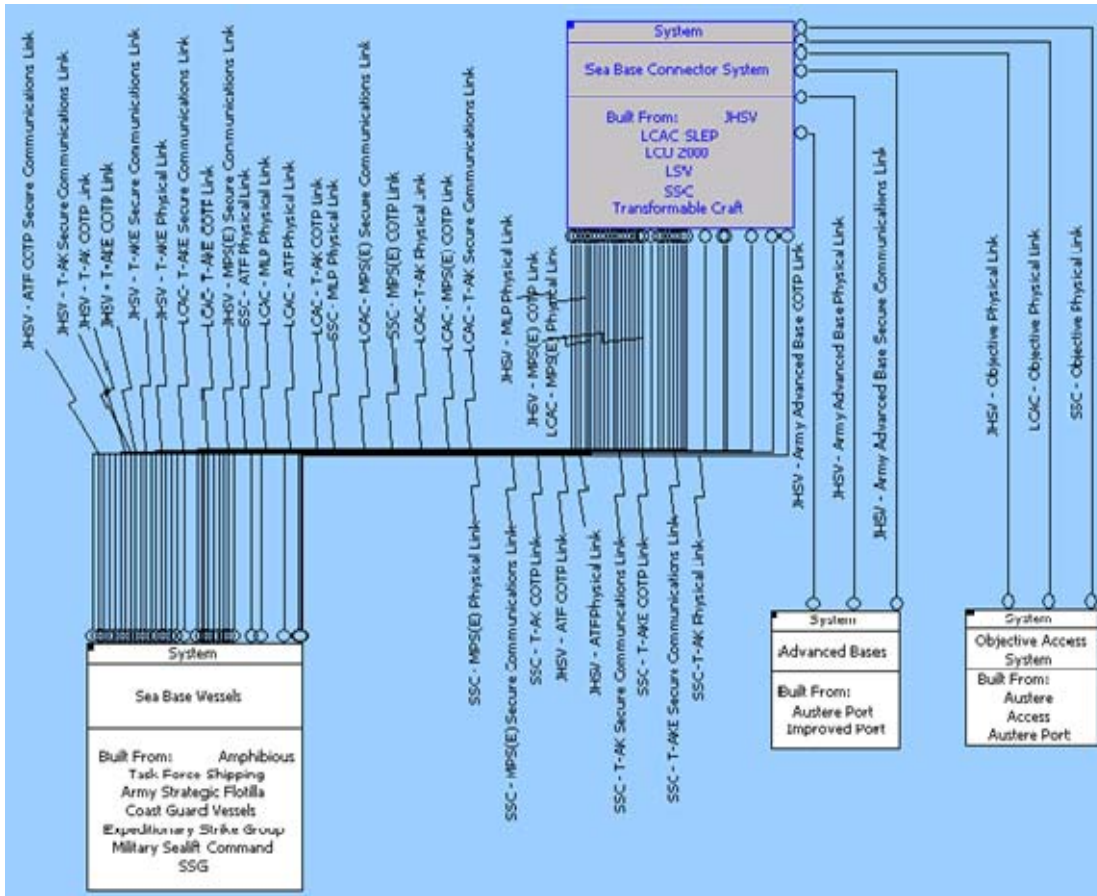 JHSV - ATF COTP Secure Communications Link
JHSV - T-AK Secure Communications Link
JHSV - T-AK COTP Link
JHSV - T-AKE COTP Link
JHSV - T-AKE Secure Communications Link
JHSV - T-AKE Physical Link
LCAC - T-AKE Secure Communications Link
LCAC - T-AKE COTP Link
JHSV - MPS(E) Secure Communications Link
SSC - ATF Physical Link
LCAC - MLP Physical Link
LCAC - ATF Physical Link
LCAC - T-AK COTP Link
SSC - MLP Physical Link
LCAC - MPS(E) Secure Communications Link
SSC - MPS(E) COTP Link
LCAC - T-AK Physical Link
LCAC - MPS(E) COTP Link
LCAC - T-AK Secure Communications Link
JHSV - MLP Physical Link
JHSV - MPS(E) COTP Link
LCAC - MPS(E) Physical Link
System
Sea Base Connector System
Built From: JHSV
LCAC SLEP
LCU 2000
LSV
SSC
Transformable Craft
JHSV - Army Advanced Base COTP Link
JHSV - Army Advanced Base Physical Link
JHSV - Army Advanced Base Secure Communications Link
JHSV - Objective Physical Link
LCAC - Objective Physical Link
SSC - Objective Physical Link
SSC - MPS(E) Physical Link
SSC - MPS(E) Secure Communications Link
SSC - T-AK COTP Link
JHSV - ATF COTP Link
JHSV - ATF Physical Link
SSC - T-AK Secure Communications Link
SSC - T-AKE COTP Link
SSC - T-AKE Secure Communications Link
SSC-T-AK Physical Link
System
Sea Base Vessels
Built From: Amphibious
Task Force Shipping
Army Strategic Flotilla
Coast Guard Vessels
Expeditionary Strike Group
Military Sealift Command
SSG
System
Advanced Bases
Built From:
Austere Port
Improved Port
System
Objective Access
System
Built From:
Austere
Access
Austere Port